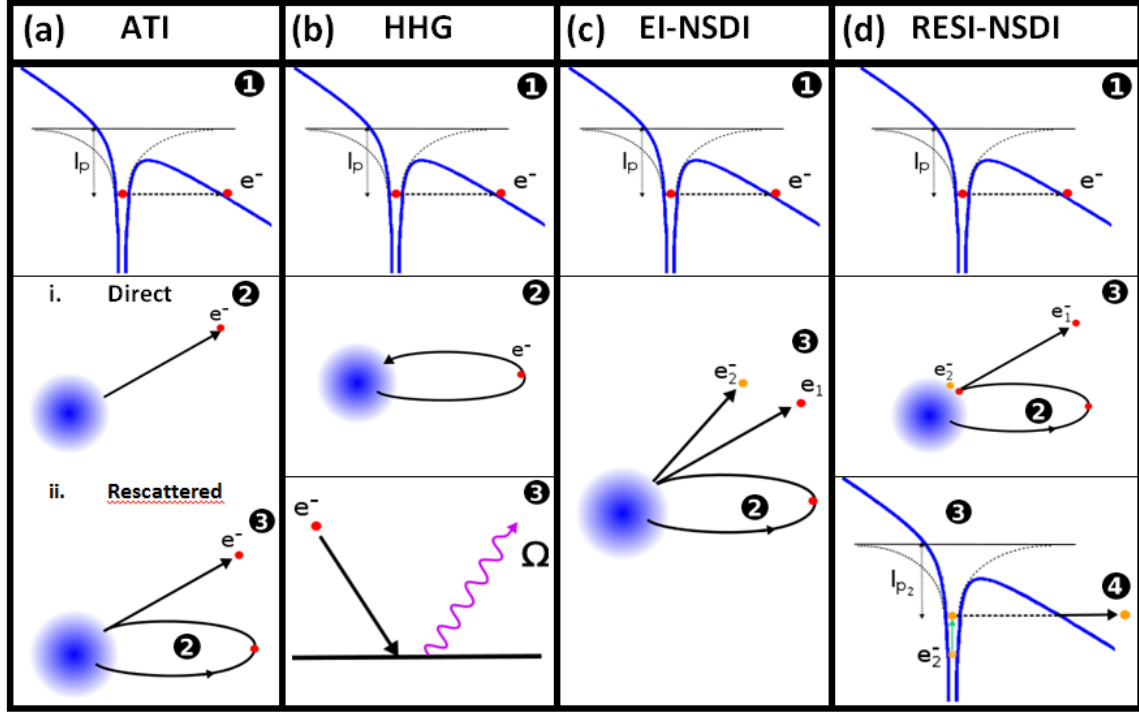 (a) ATI
(b) HHG
(c) EI-NSDI
(d) RESI-NSDI
1
Ip
e-
1
Ip
e-
1
Ip
e-
1
Ip
e-
i. Direct
2
e-
ii. Rescattered
3
e-
2
2
e-
3
e-
Ω
3
e2-
e1
2
3
e1-
e2-
2
3
Ip2
4
e2-